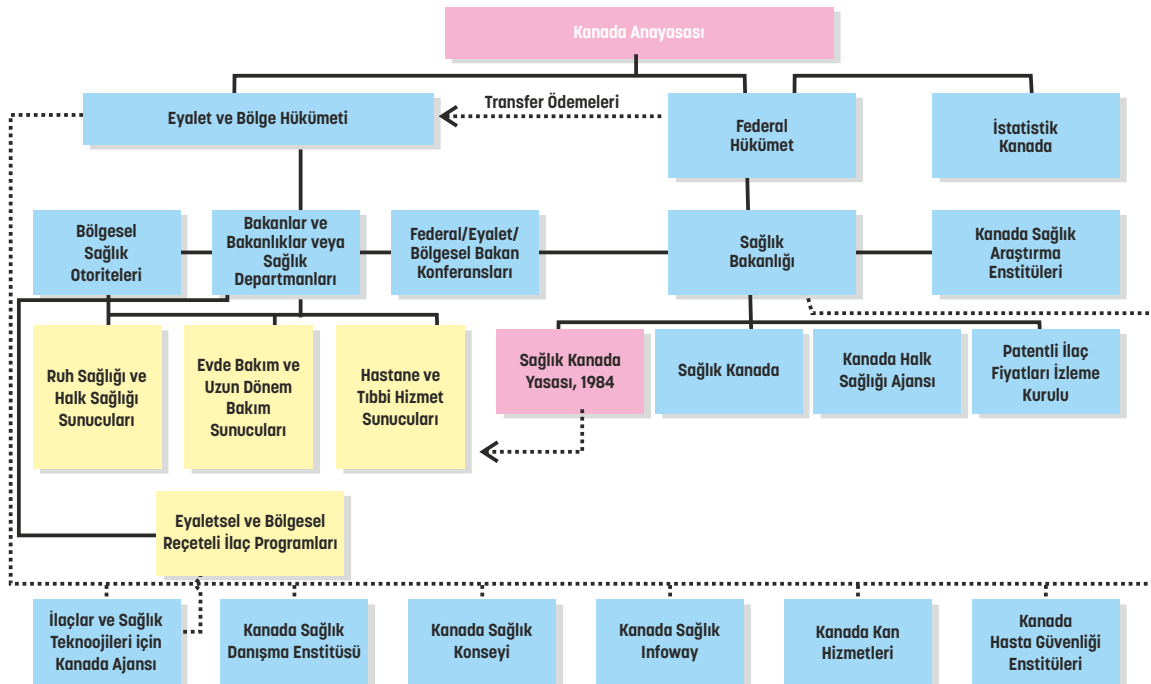 Kanada Anayasası
Eyalet ve Bölge Hükümeti
Transfer Ödemeleri
Federal
Hükümet
İstatistik
Kanada
Bölgesel
Sağlık
Otoriteleri
Bakanlar ve
Bakanlıklar veya
Sağlık
Departmanları
Federal/Eyalet/
Bölgesel Bakan
Konferansları
Sağlık
Bakanlığı
Kanada Sağlık
Araştırma
Enstitüleri
Ruh Sağlığı ve
Halk Sağlığı
Sunucuları
Evde Bakım ve
Uzun Dönem
Bakım
Sunucuları
Hastane ve
Tıbbi Hizmet
Sunucuları
Sağlık Kanada
Yasası, 1984
Sağlık Kanada
Kanada Halk
Sağlığı Ajansı
Patentli İlaç
Fiyatları İzleme
Kurulu
Eyaletsel ve Bölgesel
Reçeteli İlaç Programları
İlaçlar ve Sağlık
Teknoojileri için
Kanada Ajansı
Kanada Sağlık
Danışma Enstitüsü
Kanada Sağlık
Konseyi
Kanada Sağlık
Infoway
Kanada Kan
Hizmetleri
Kanada
Hasta Güvenliği
Enstitüleri